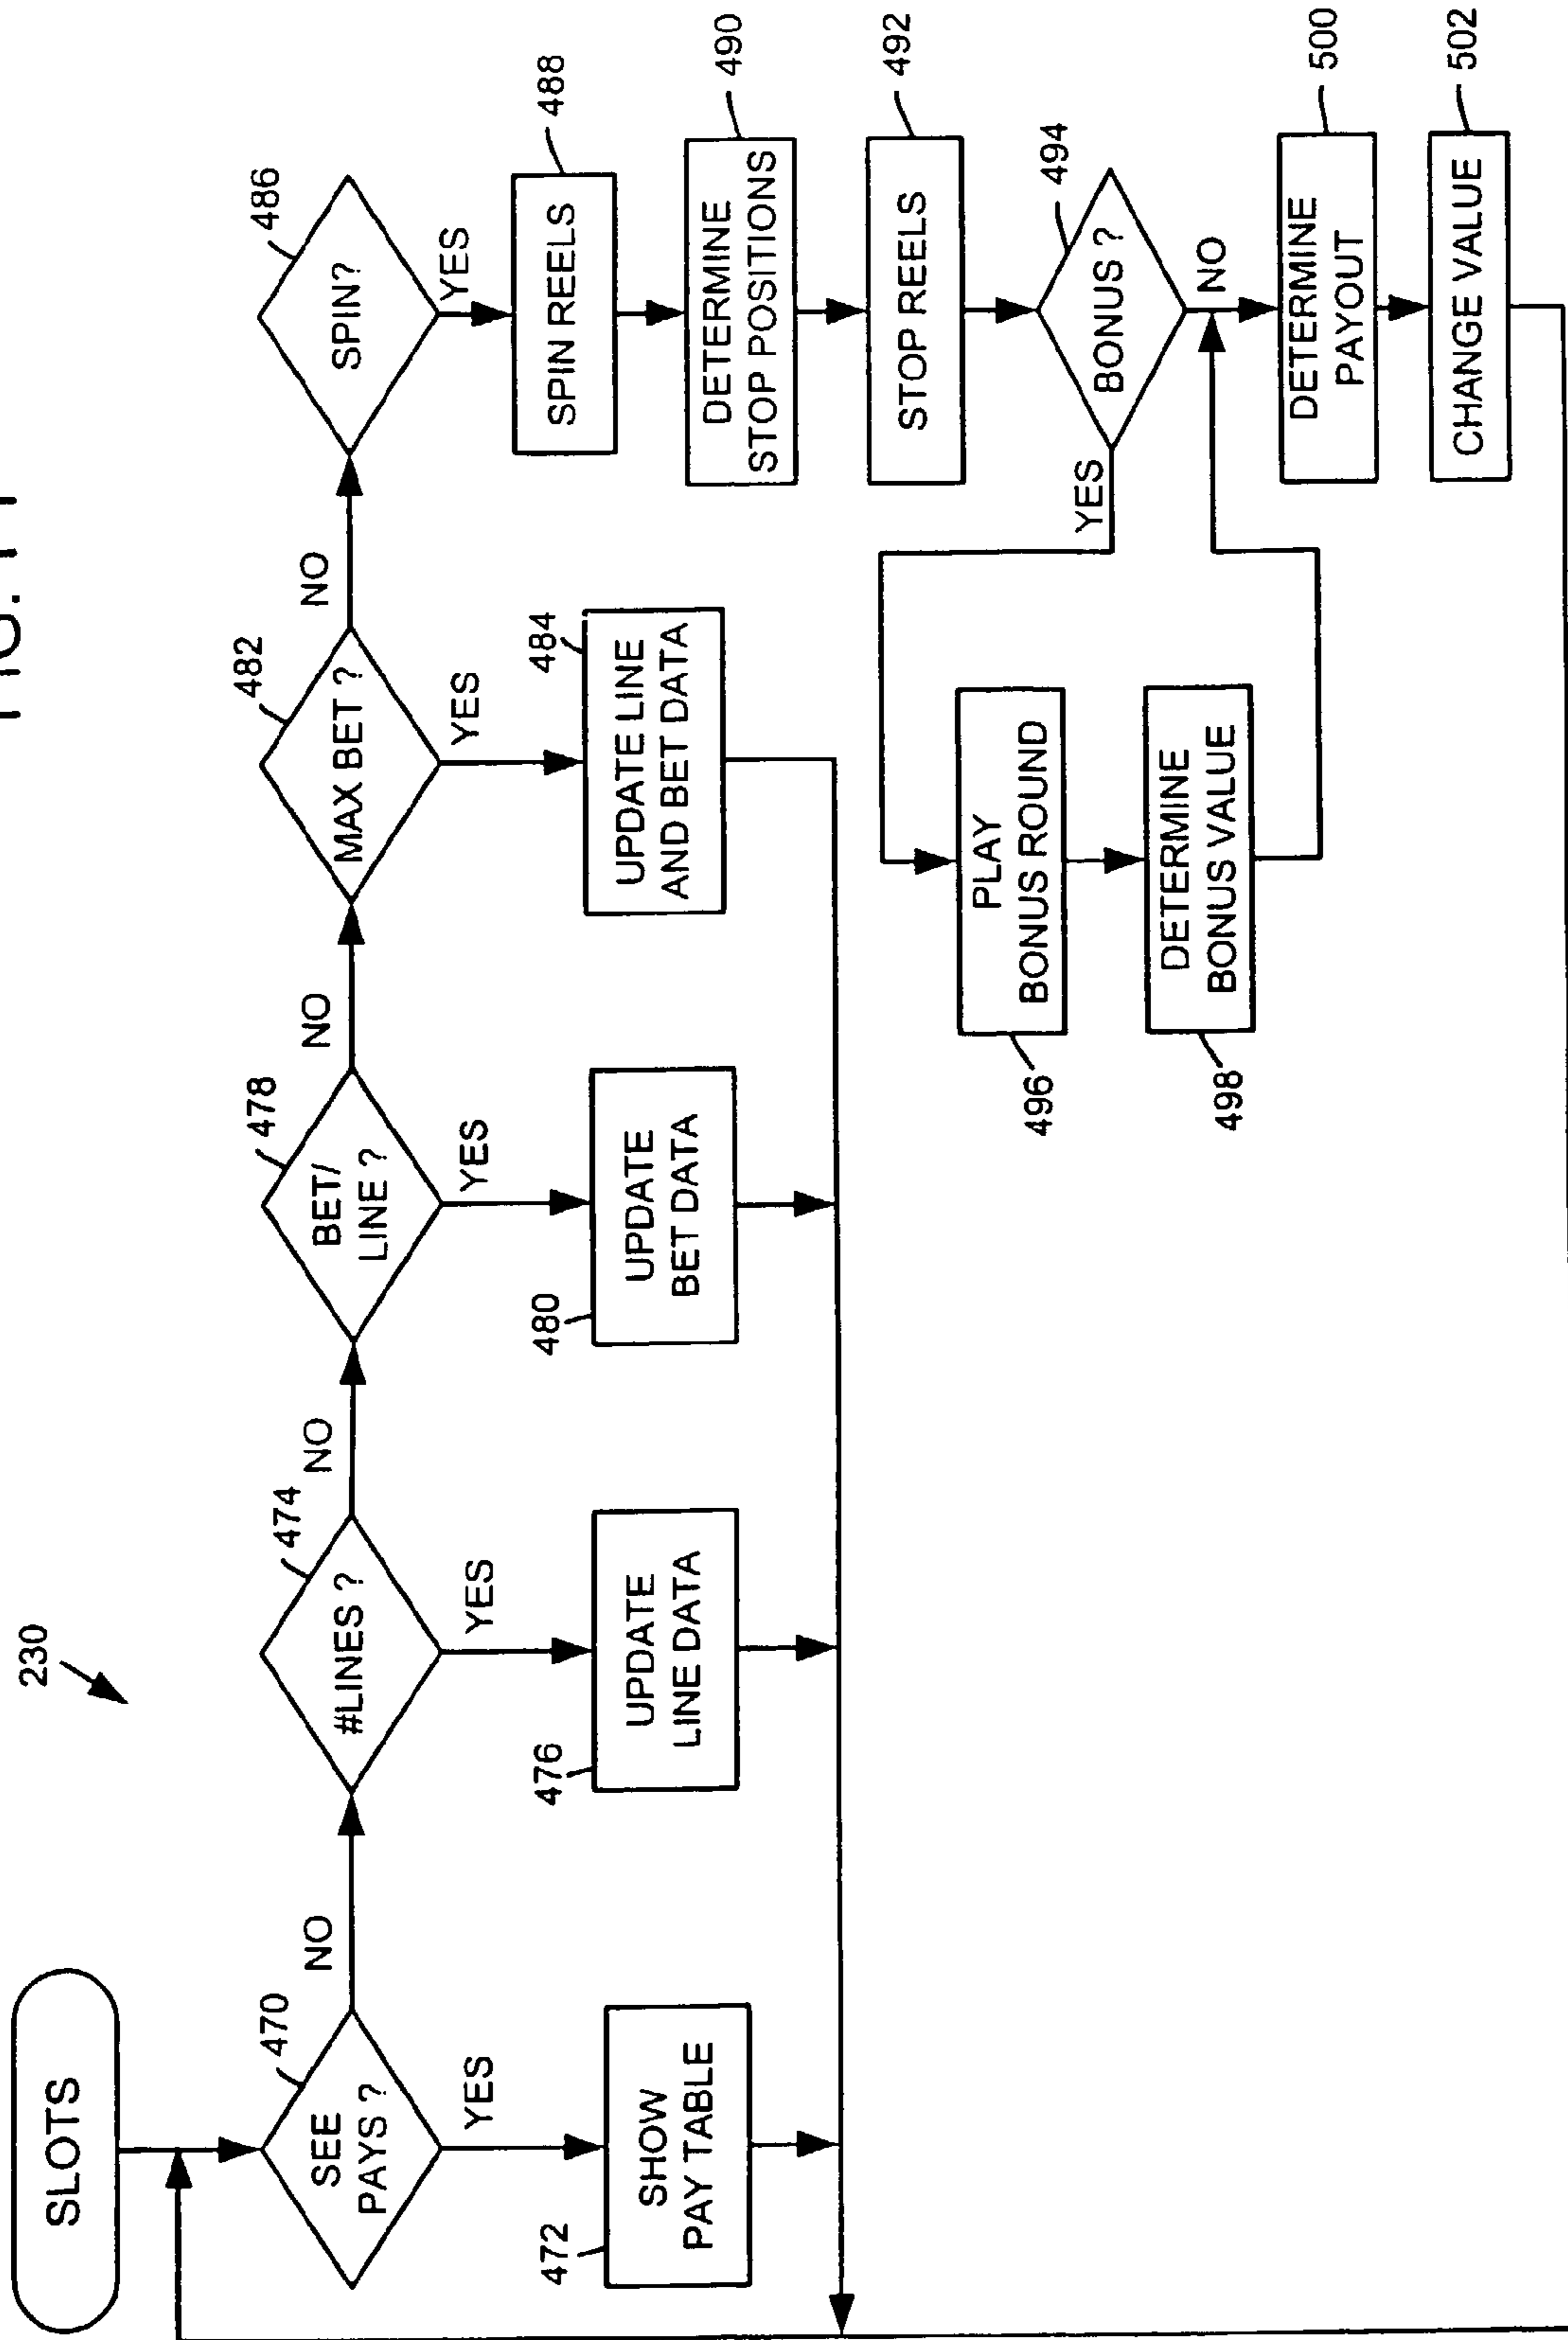 230
SLOTS
470
SEE
PAYS ?
NO
YES
472
SHOW
PAY TABLE
474
#LINES ?
NO
YES
476
UPDATE
LINE DATA
478
BET/
LINE ?
NO
YES
480
UPDATE
BET DATA
482
MAX BET ?
NO
YES
484
UPDATE LINE
AND BET DATA
486
SPIN?
YES
488
SPIN REELS
490
DETERMINE
STOP POSITIONS
492
STOP REELS
494
BONUS ?
YES
NO
496
PLAY
BONUS ROUND
498
DETERMINE
BONUS VALUE
500
DETERMINE
PAYOUT
502
CHANGE VALUE